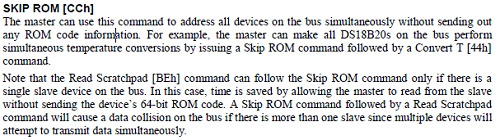 SKIP ROM [CCh]
The master can use this command to address all devices on the bus simultaneously without sending out
any ROM code information. For example, the master can make all DS18B20s on the bus perform
simultaneous temperature conversions by issuing a Skip ROM command followed by a Convert T [44h]
command.
Note that the Read Scratchpad [BEh] command can follow the Skip ROM command only if there is a
single slave device on the bus. In this case, time is saved by allowing the master to read from the slave
without sending the device's 64-bit ROM code. A Skip ROM command followed by a Read Scratchpad
command will cause a data collision on the bus if there is more than one slave since multiple devices will
attempt to transmit data simultaneously.